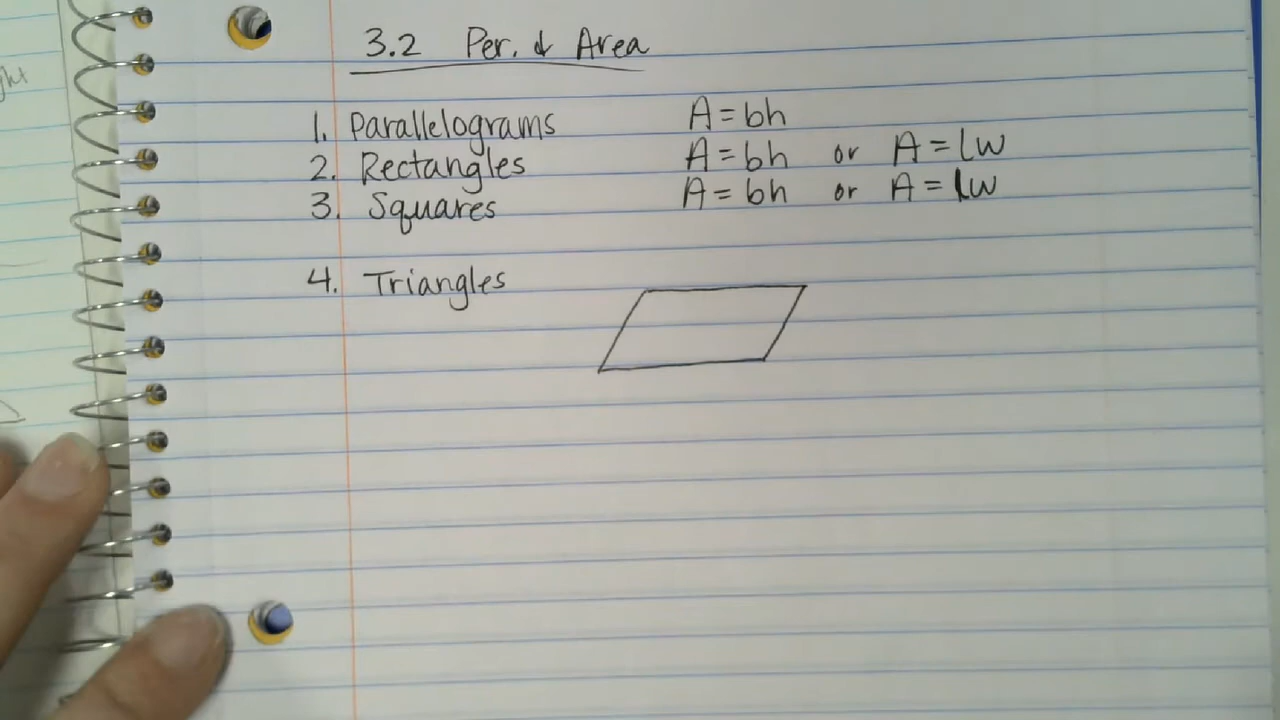 3.2 Per. & Area
1. Parallelograms A = bh
2. Rectangles A = bh or A = lw
3. Squares A = bh or A = lw
4. Triangles